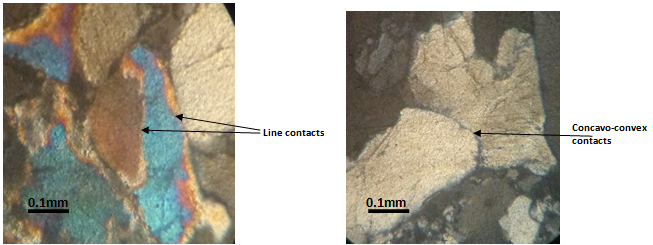 Line contacts
0.1mm
Concavo-convex
contacts
0.1mm